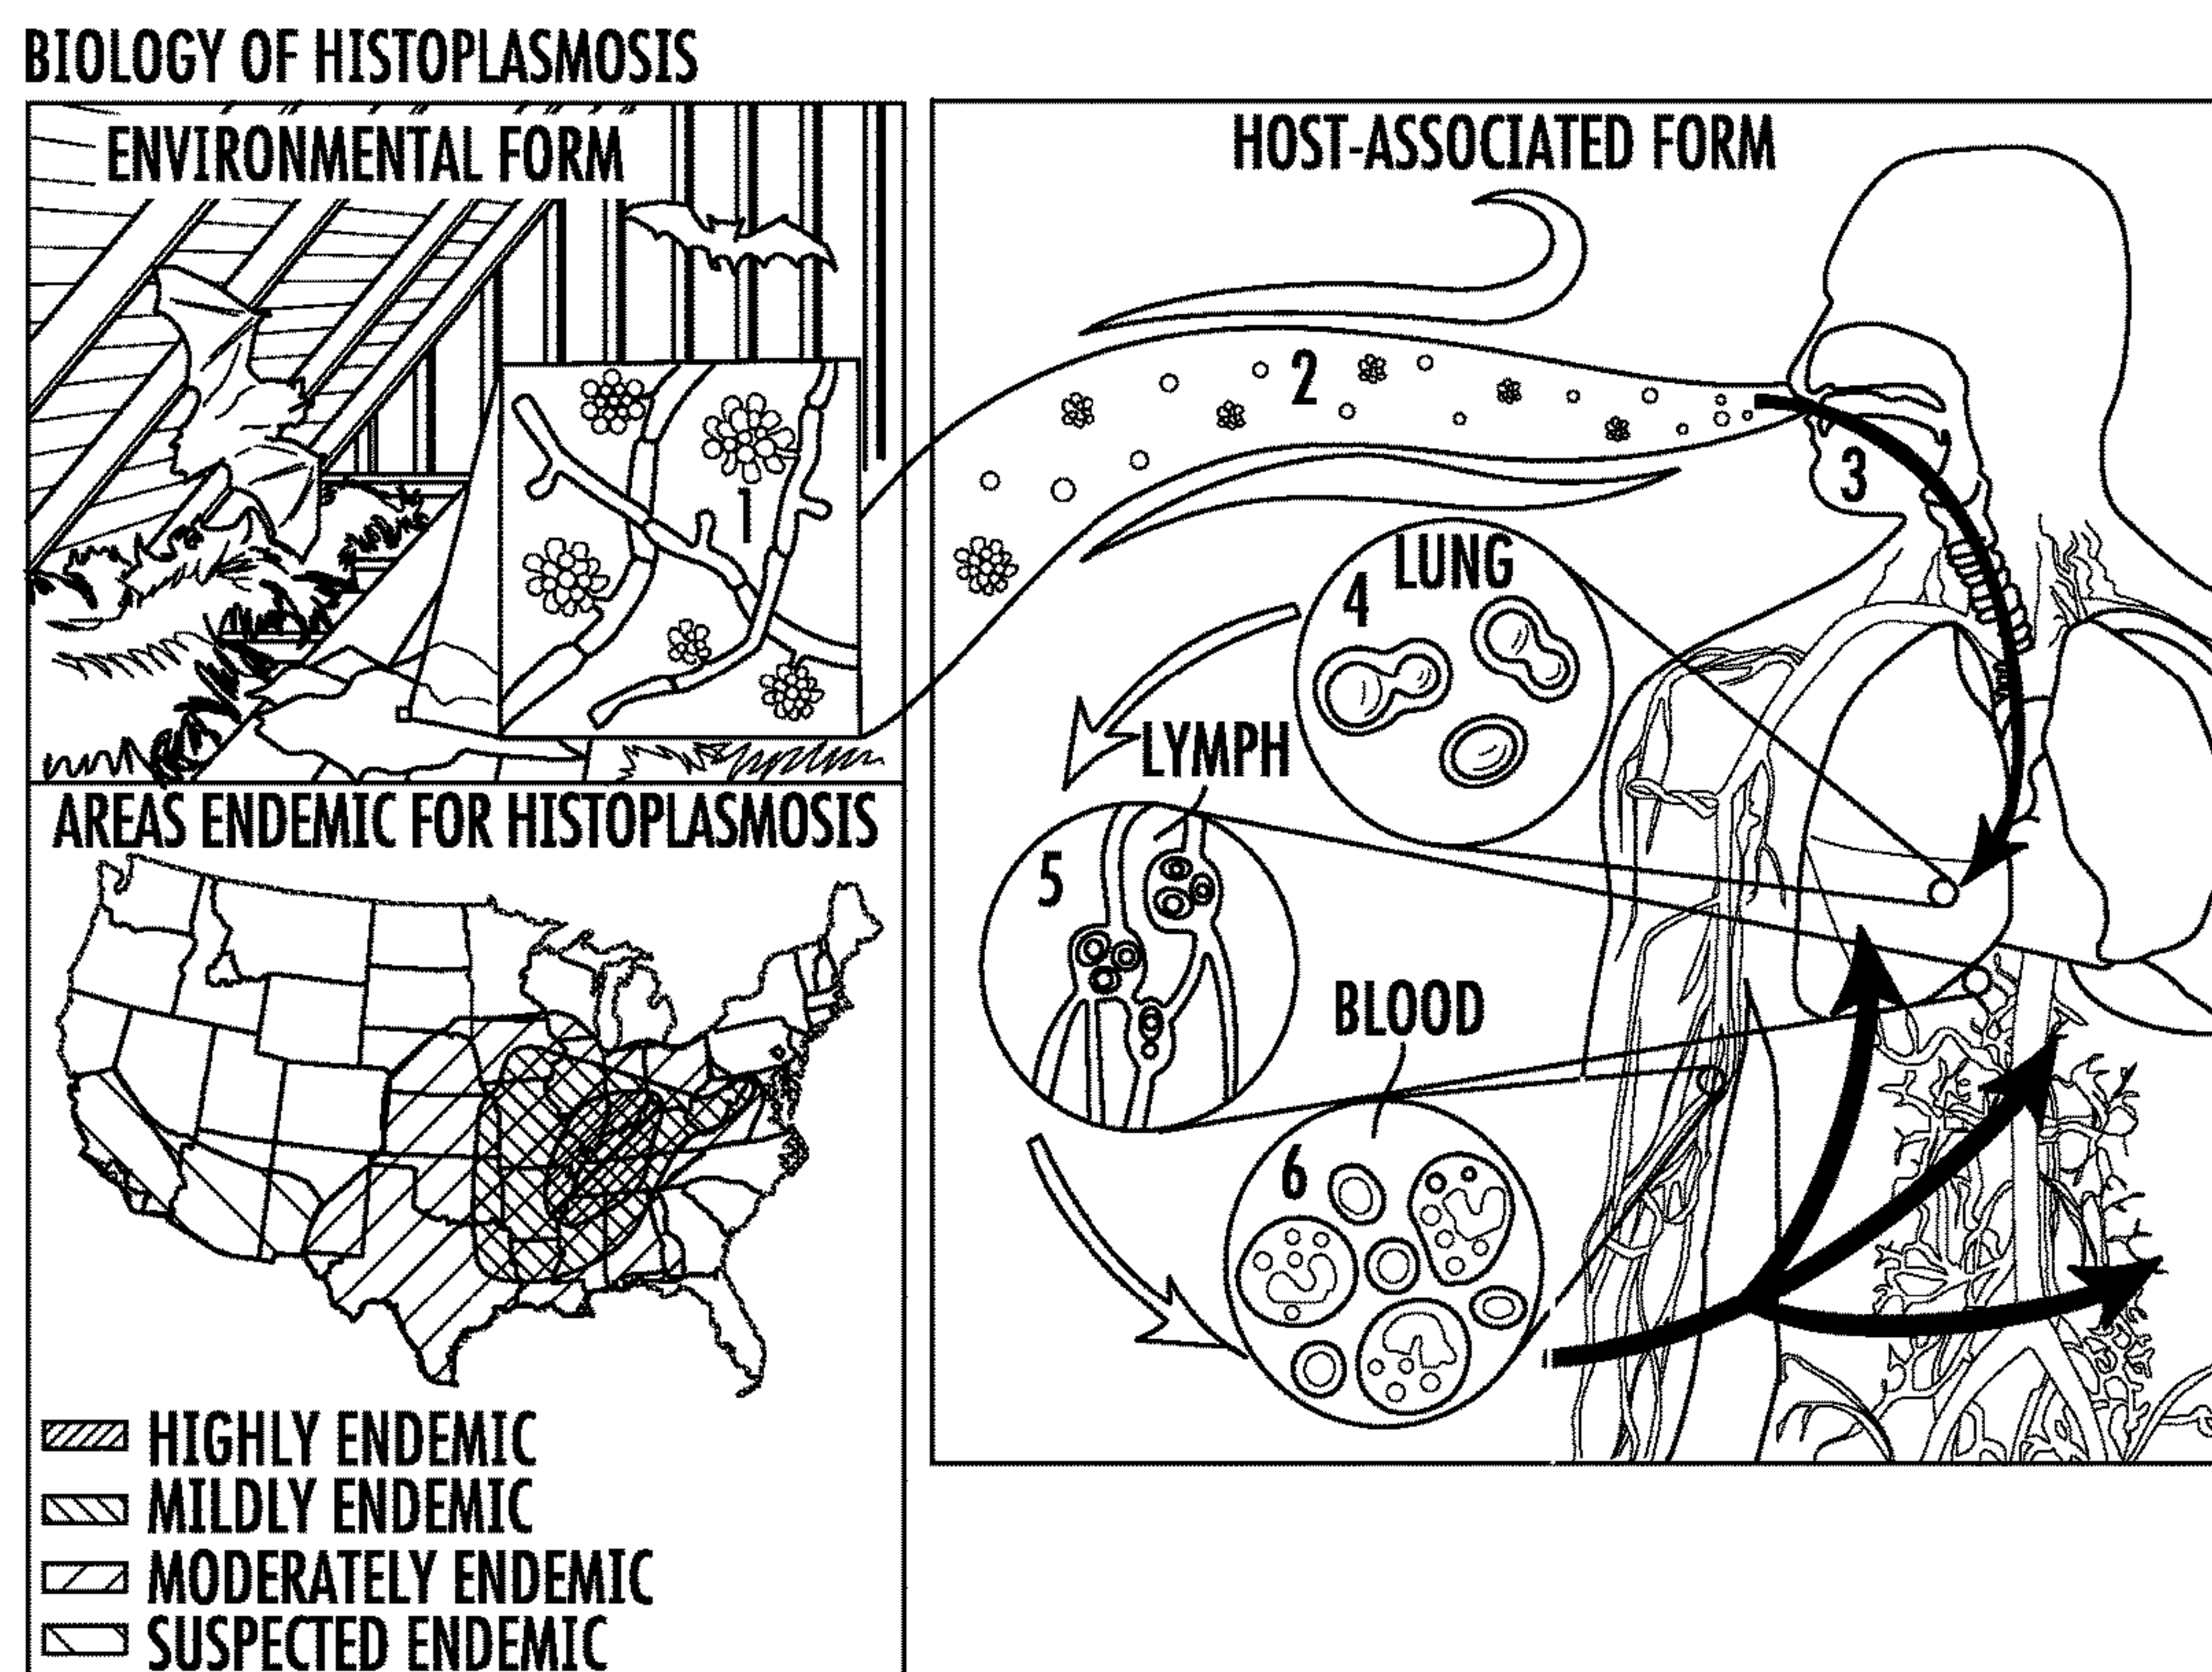 BIOLOGY OF HISTOPLASMOSIS
ENVIRONMENTAL FORM
1
AREAS ENDEMIC FOR HISTOPLASMOSIS
HIGHLY ENDEMIC
MILDLY ENDEMIC
MODERATELY ENDEMIC
SUSPECTED ENDEMIC
HOST-ASSOCIATED FORM
2
3
LUNG
4
LYMPH
5
BLOOD
6